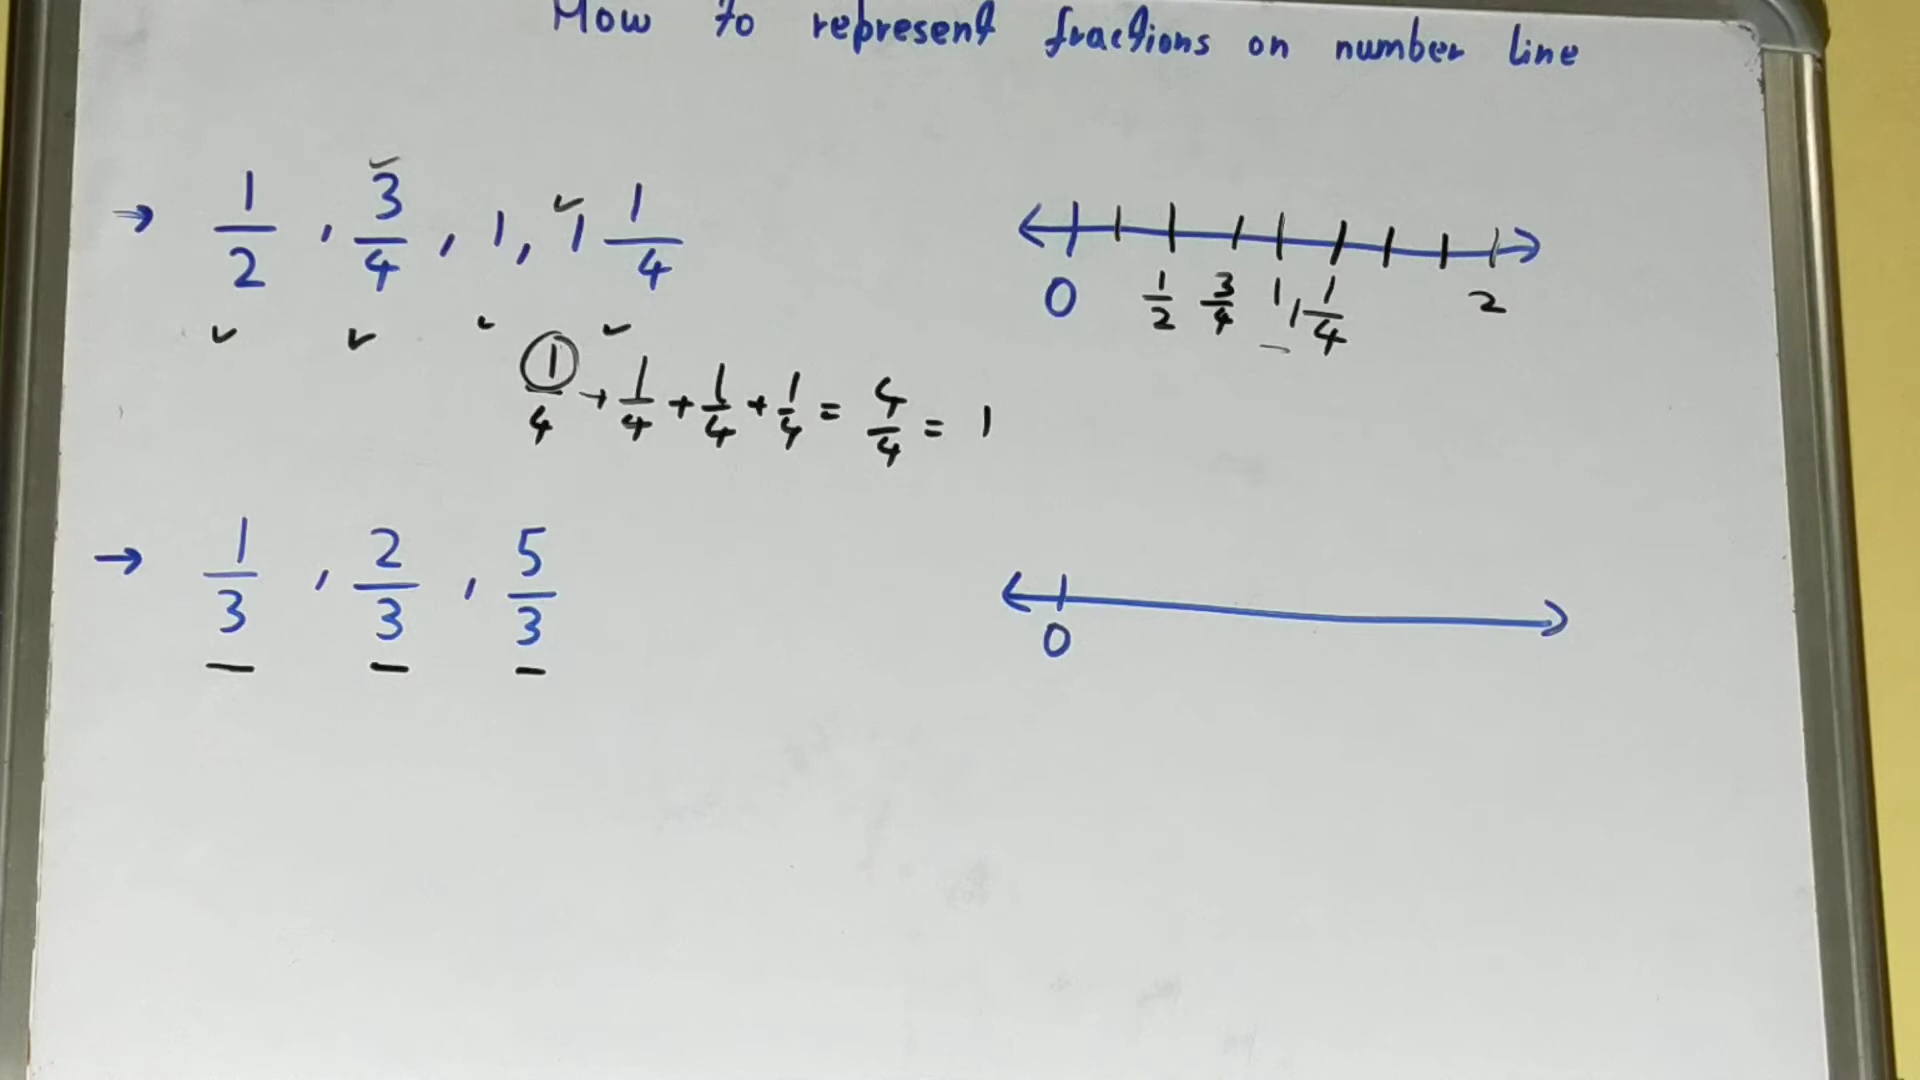 How to represent fractions on number line
→ 1/2 , 3/4 , 1 , 1 1/4
0 1/2 3/4 1 1 1/4 2
1/4 + 1/4 + 1/4 + 1/4 = 4/4 = 1
→ 1/3 , 2/3 , 5/3
0